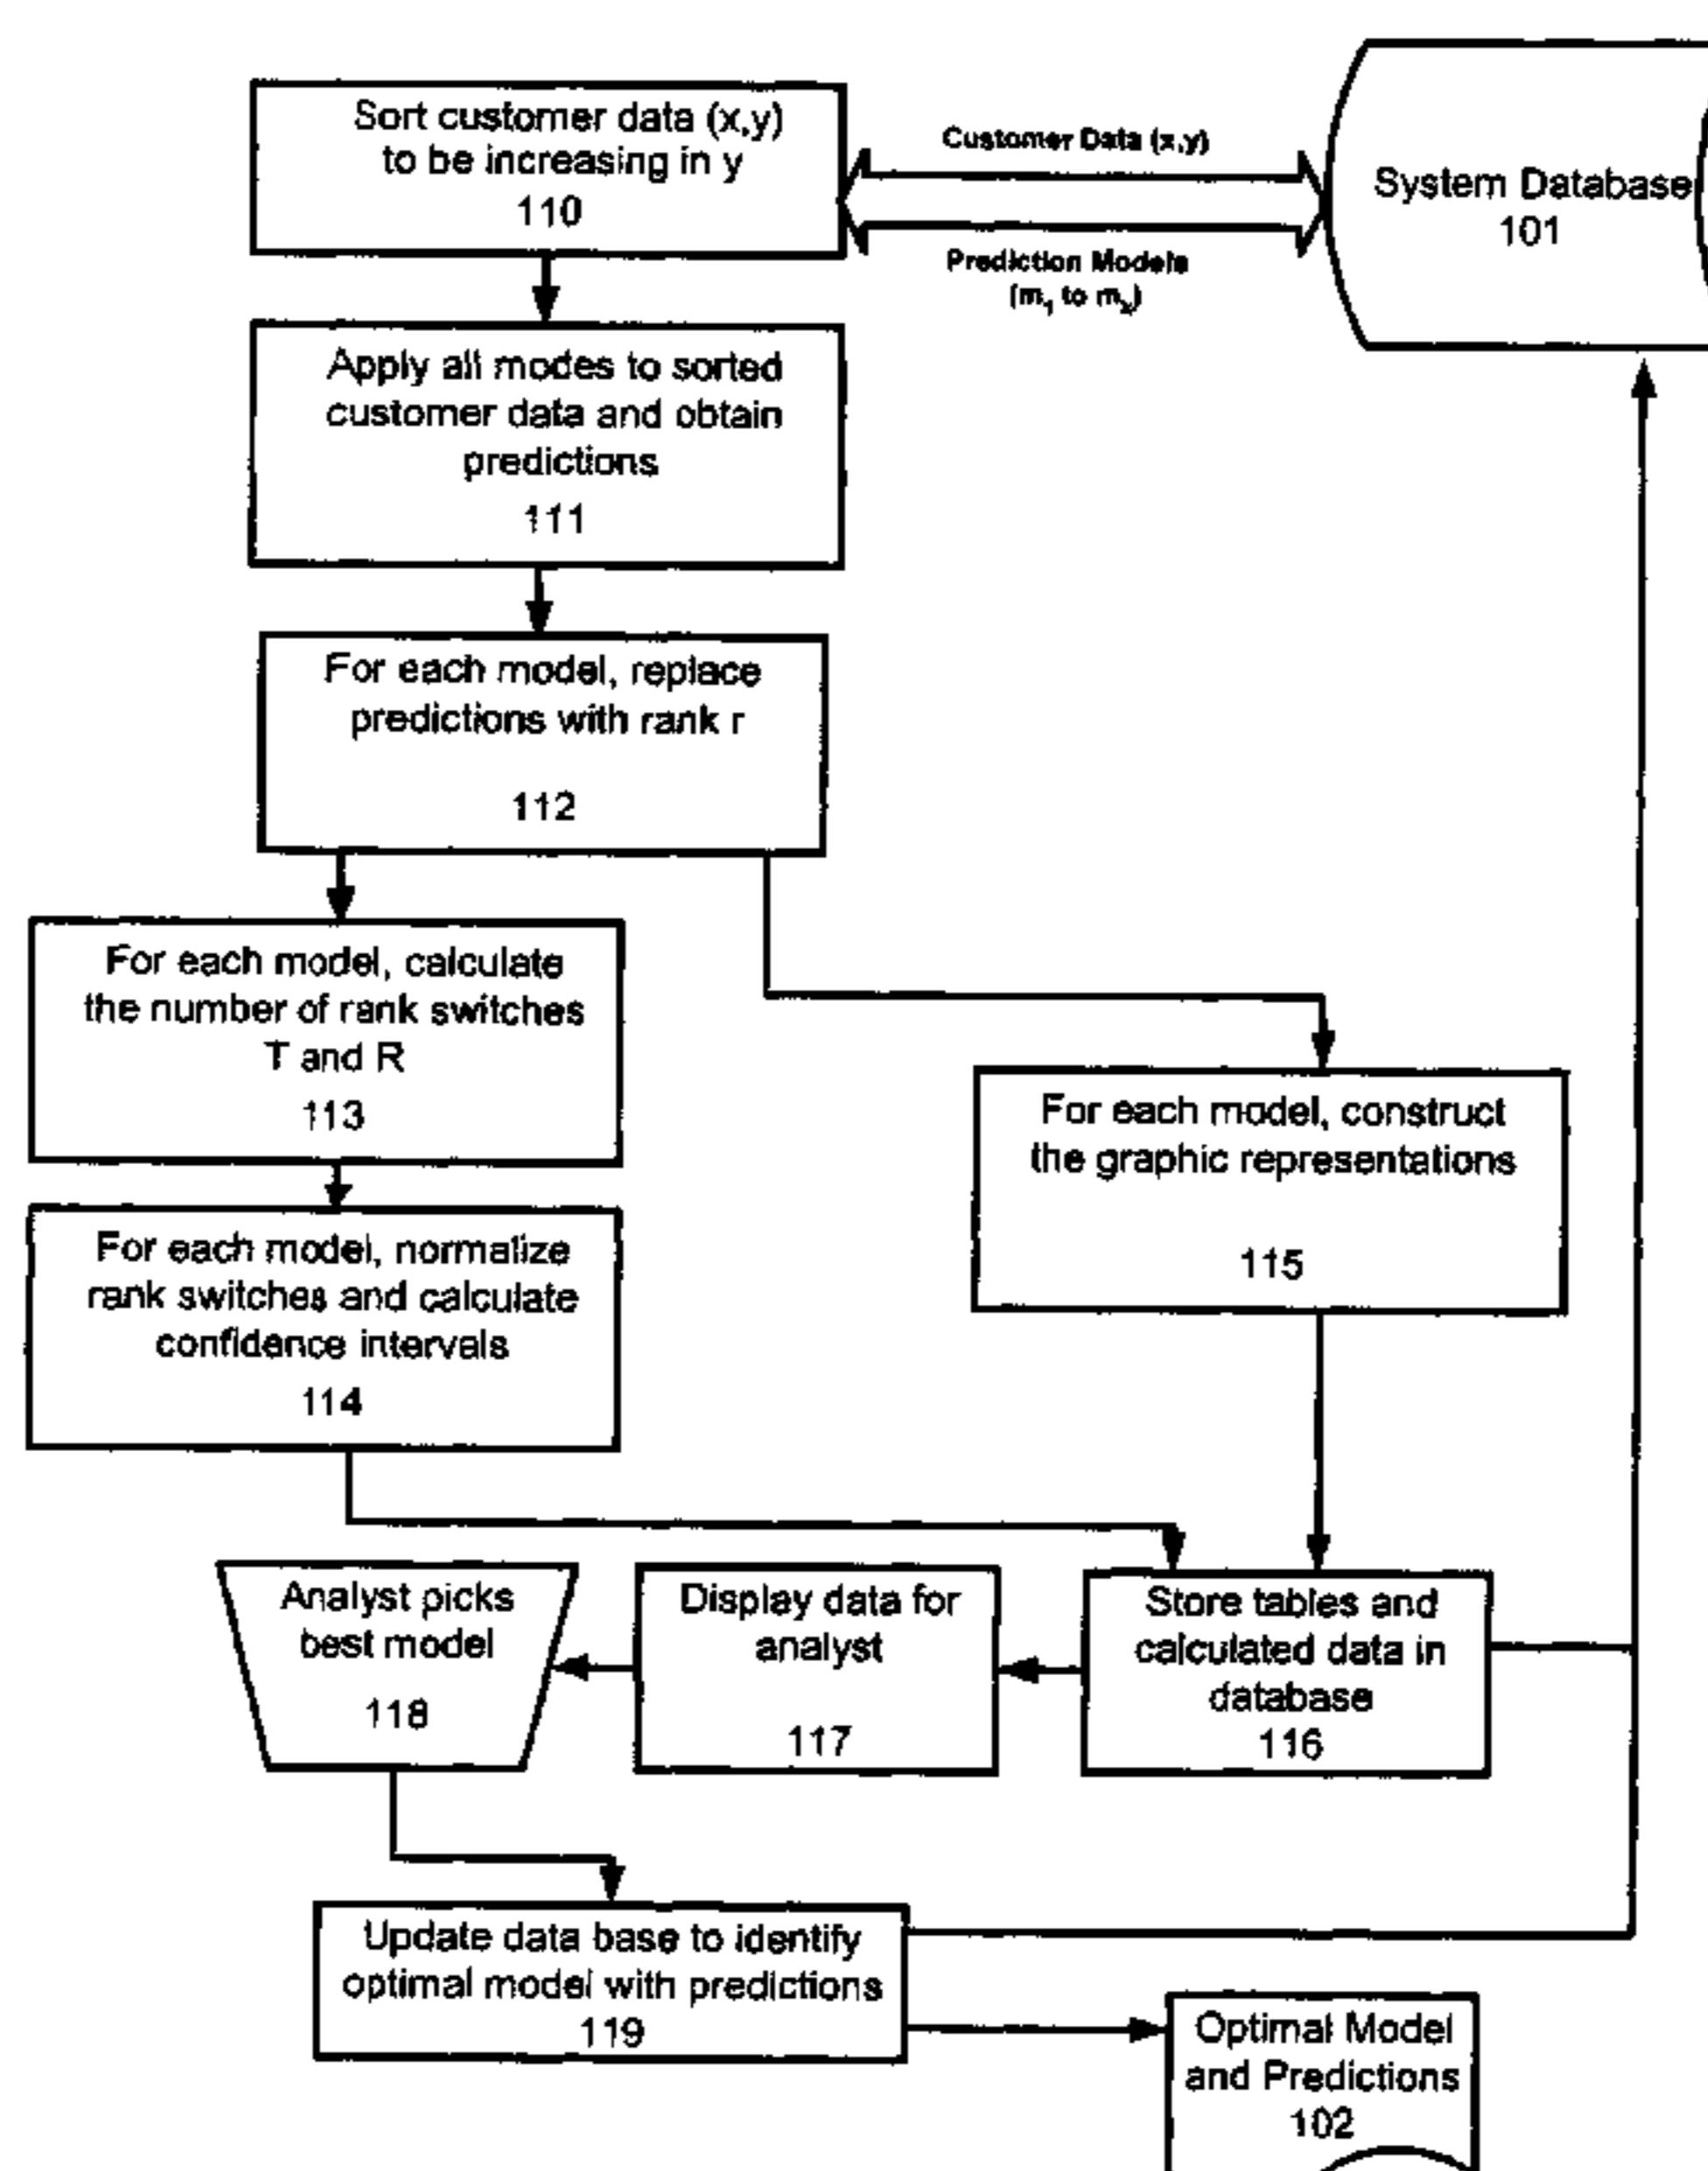 Sort customer data (x,y)
to be increasing in y
110
Customer Data (x,y)
Prediction Models
(m₁ to mₓ)
System Database
101
Apply all modes to sorted
customer data and obtain
predictions
111
For each model, replace
predictions with rank r
112
For each model, calculate
the number of rank switches
T and R
113
For each model, construct
the graphic representations
115
For each model, normalize
rank switches and calculate
confidence intervals
114
Analyst picks
best model
118
Display data for
analyst
117
Store tables and
calculated data in
database
116
Update data base to identify
optimal model with predictions
119
Optimal Model
and Predictions
102